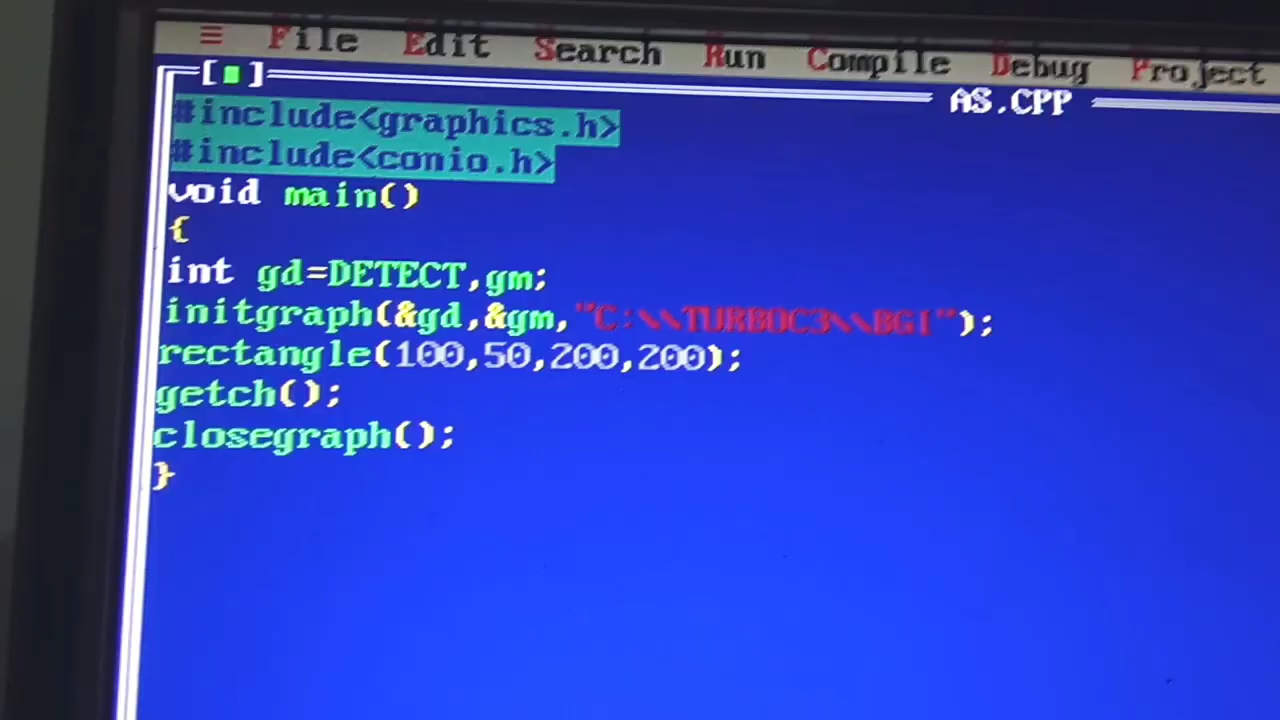 ≡ File Edit Search Run Compile Debug Project
[■] AS.CPP
#include<graphics.h>
#include<conio.h>
void main()
{
int gd=DETECT,gm;
initgraph(&gd,&gm,"C:\\TURBOC3\\BGI");
rectangle(100,50,200,200);
getch();
closegraph();
}